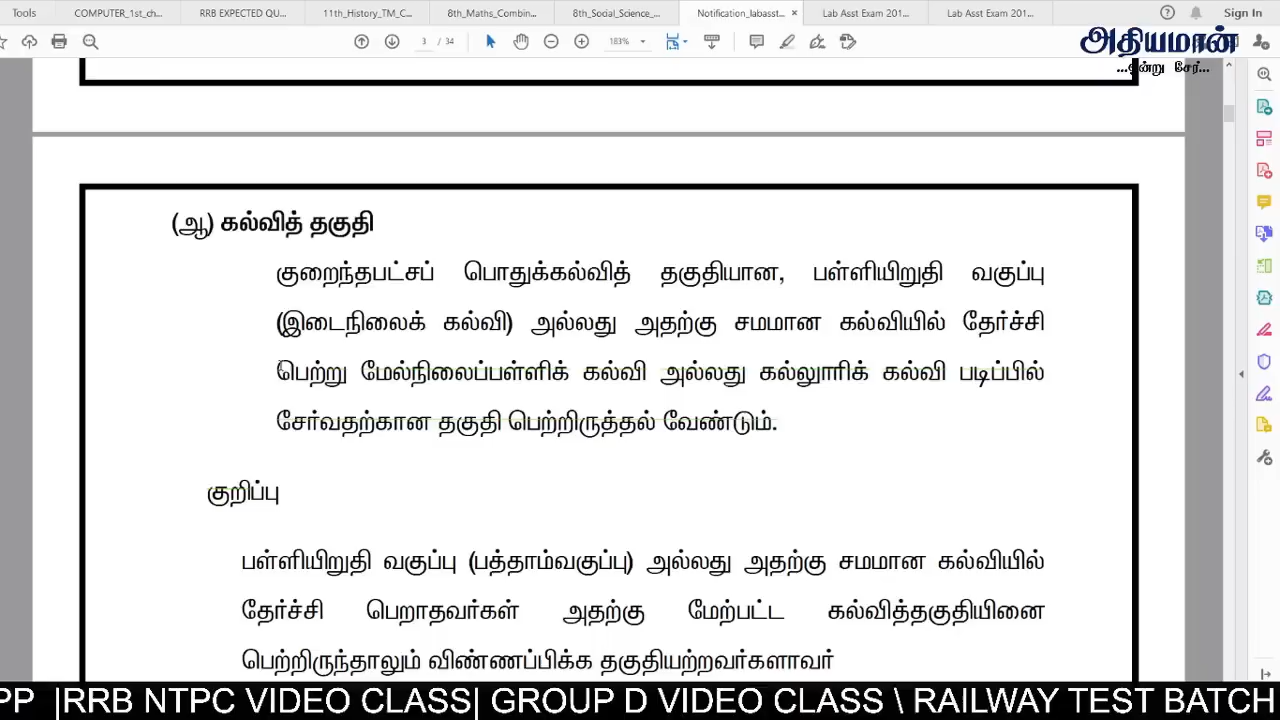 Tools COMPUTER_1st_ch... RRB EXPECTED QU... 11th_History_TM_C... 8th_Maths_Combin... 8th_Social_Science_... Notification_labasst... × Lab Asst Exam 201... Lab Asst Exam 201... Sign In
3 / 34 183%
அதியமான்
...ஒன்று சேர்...
(ஆ) கல்வித் தகுதி
குறைந்தபட்சப் பொதுக்கல்வித் தகுதியான, பள்ளியிறுதி வகுப்பு
(இடைநிலைக் கல்வி) அல்லது அதற்கு சமமான கல்வியில் தேர்ச்சி
பெற்று மேல்நிலைப்பள்ளிக் கல்வி அல்லது கல்லூரிக் கல்வி படிப்பில்
சேர்வதற்கான தகுதி பெற்றிருத்தல் வேண்டும்.
குறிப்பு
பள்ளியிறுதி வகுப்பு (பத்தாம்வகுப்பு) அல்லது அதற்கு சமமான கல்வியில்
தேர்ச்சி பெறாதவர்கள் அதற்கு மேற்பட்ட கல்வித்தகுதியினை
பெற்றிருந்தாலும் விண்ணப்பிக்க தகுதியற்றவர்களாவர்
PP |RRB NTPC VIDEO CLASS| GROUP D VIDEO CLASS \ RAILWAY TEST BATCH